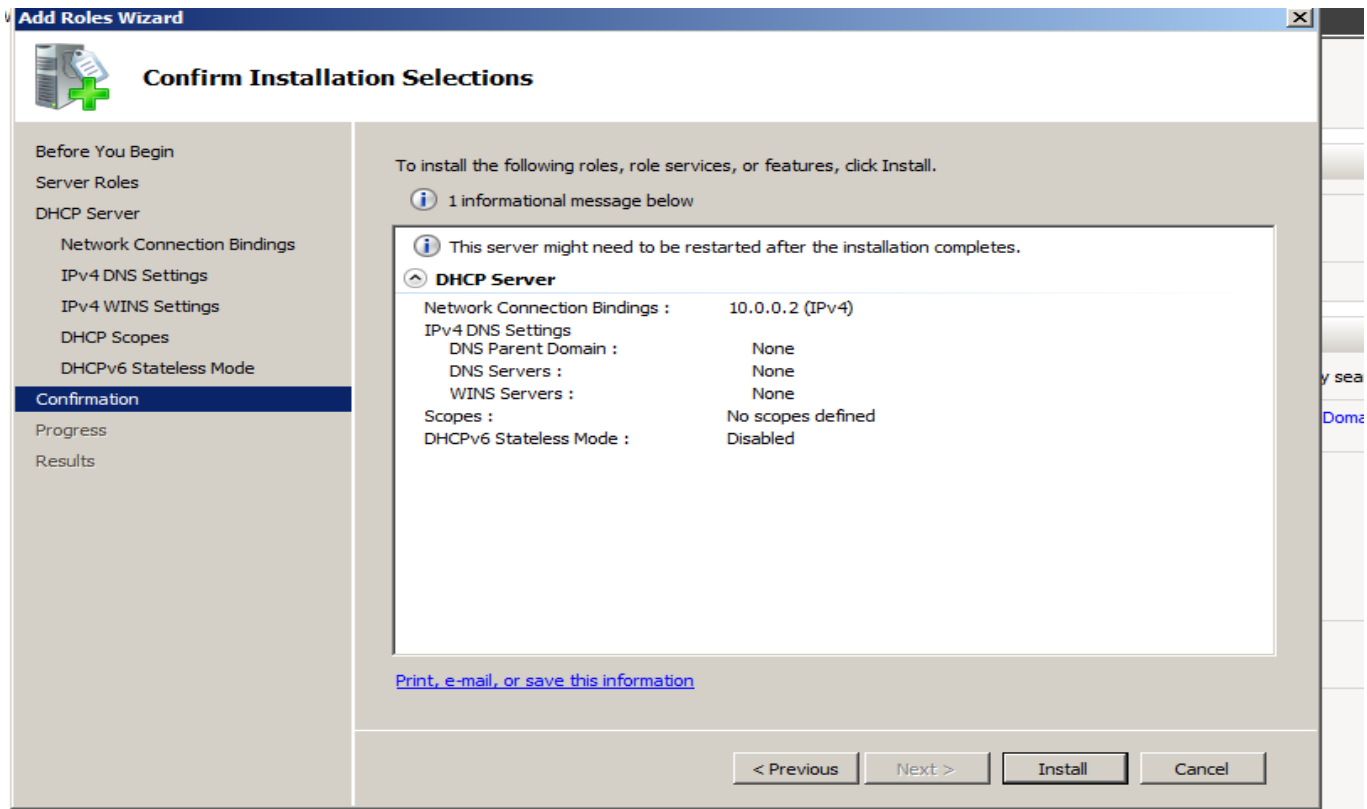 Add Roles Wizard
Confirm Installation Selections
Before You Begin
Server Roles
DHCP Server
Network Connection Bindings
IPv4 DNS Settings
IPv4 WINS Settings
DHCP Scopes
DHCPv6 Stateless Mode
Confirmation
Progress
Results
To install the following roles, role services, or features, click Install.
1 informational message below
This server might need to be restarted after the installation completes.
DHCP Server
Network Connection Bindings : 10.0.0.2 (IPv4)
IPv4 DNS Settings
DNS Parent Domain : None
DNS Servers : None
WINS Servers : None
Scopes : No scopes defined
DHCPv6 Stateless Mode : Disabled
Print, e-mail, or save this information
< Previous Next > Install Cancel